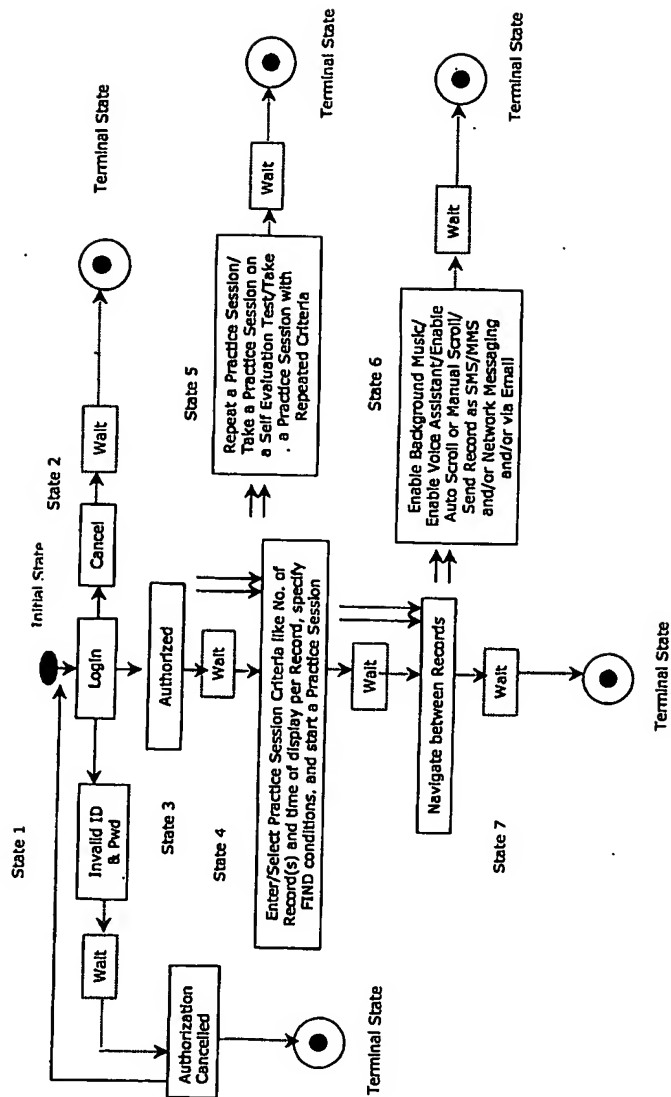 Initial State
State 1
State 2
LogIn
Cancel
Wait
Terminal State
Invalid ID
& Pwd
Wait
Authorization
Cancelled
Terminal State
State 3
Authorized
Wait
State 4
Enter/Select Practice Session Criteria like No. of
Record(s) and time of display per Record, specify
FIND conditions, and start a Practice Session
State 5
Repeat a Practice Session/
Take a Practice Session on
a Self Evaluation Test/Take
a Practice Session with
Repeated Criteria
Wait
Terminal State
Wait
Navigate between Records
State 6
Enable Background Music/
Enable Voice Assistant/Enable
Auto Scroll or Manual Scroll/
Send Record as SMS/MMS
and/or Network Messaging
and/or via Email
Wait
Terminal State
State 7
Wait
Terminal State